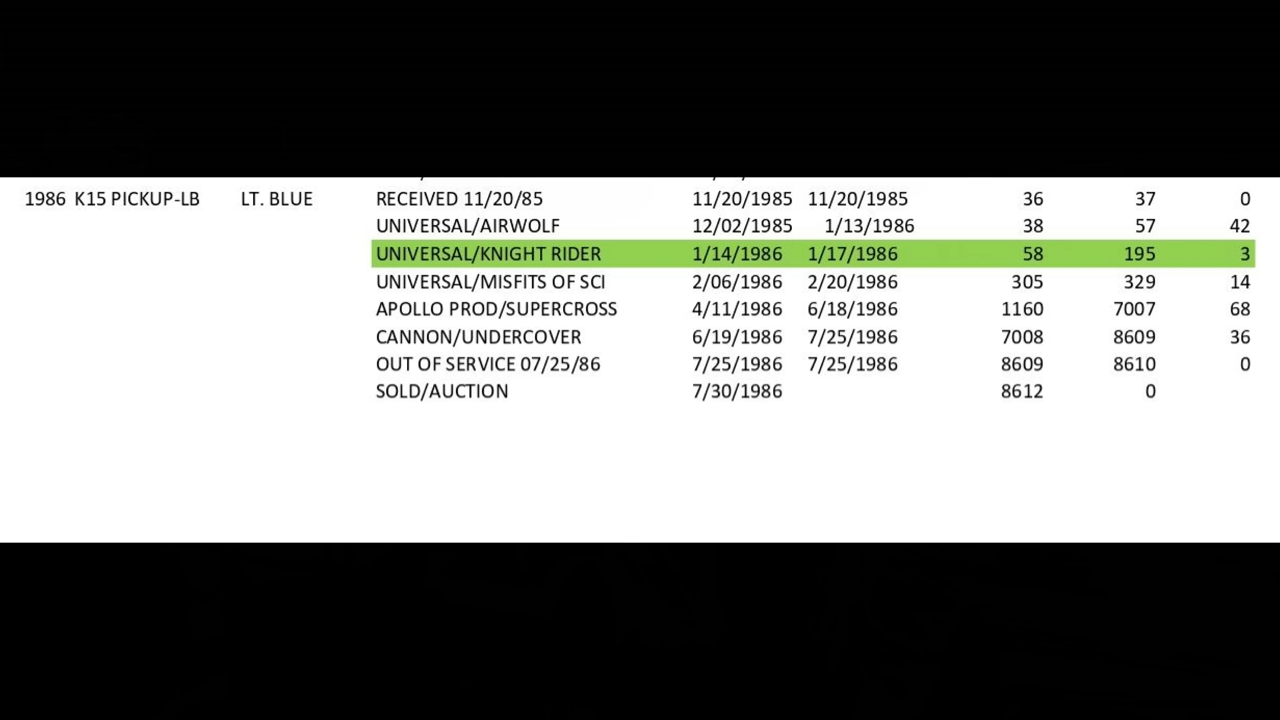 1986 K15 PICKUP-LB LT. BLUE RECEIVED 11/20/85 11/20/1985 11/20/1985 36 37 0
UNIVERSAL/AIRWOLF 12/02/1985 1/13/1986 38 57 42
UNIVERSAL/KNIGHT RIDER 1/14/1986 1/17/1986 58 195 3
UNIVERSAL/MISFITS OF SCI 2/06/1986 2/20/1986 305 329 14
APOLLO PROD/SUPERCROSS 4/11/1986 6/18/1986 1160 7007 68
CANNON/UNDERCOVER 6/19/1986 7/25/1986 7008 8609 36
OUT OF SERVICE 07/25/86 7/25/1986 7/25/1986 8609 8610 0
SOLD/AUCTION 7/30/1986 8612 0